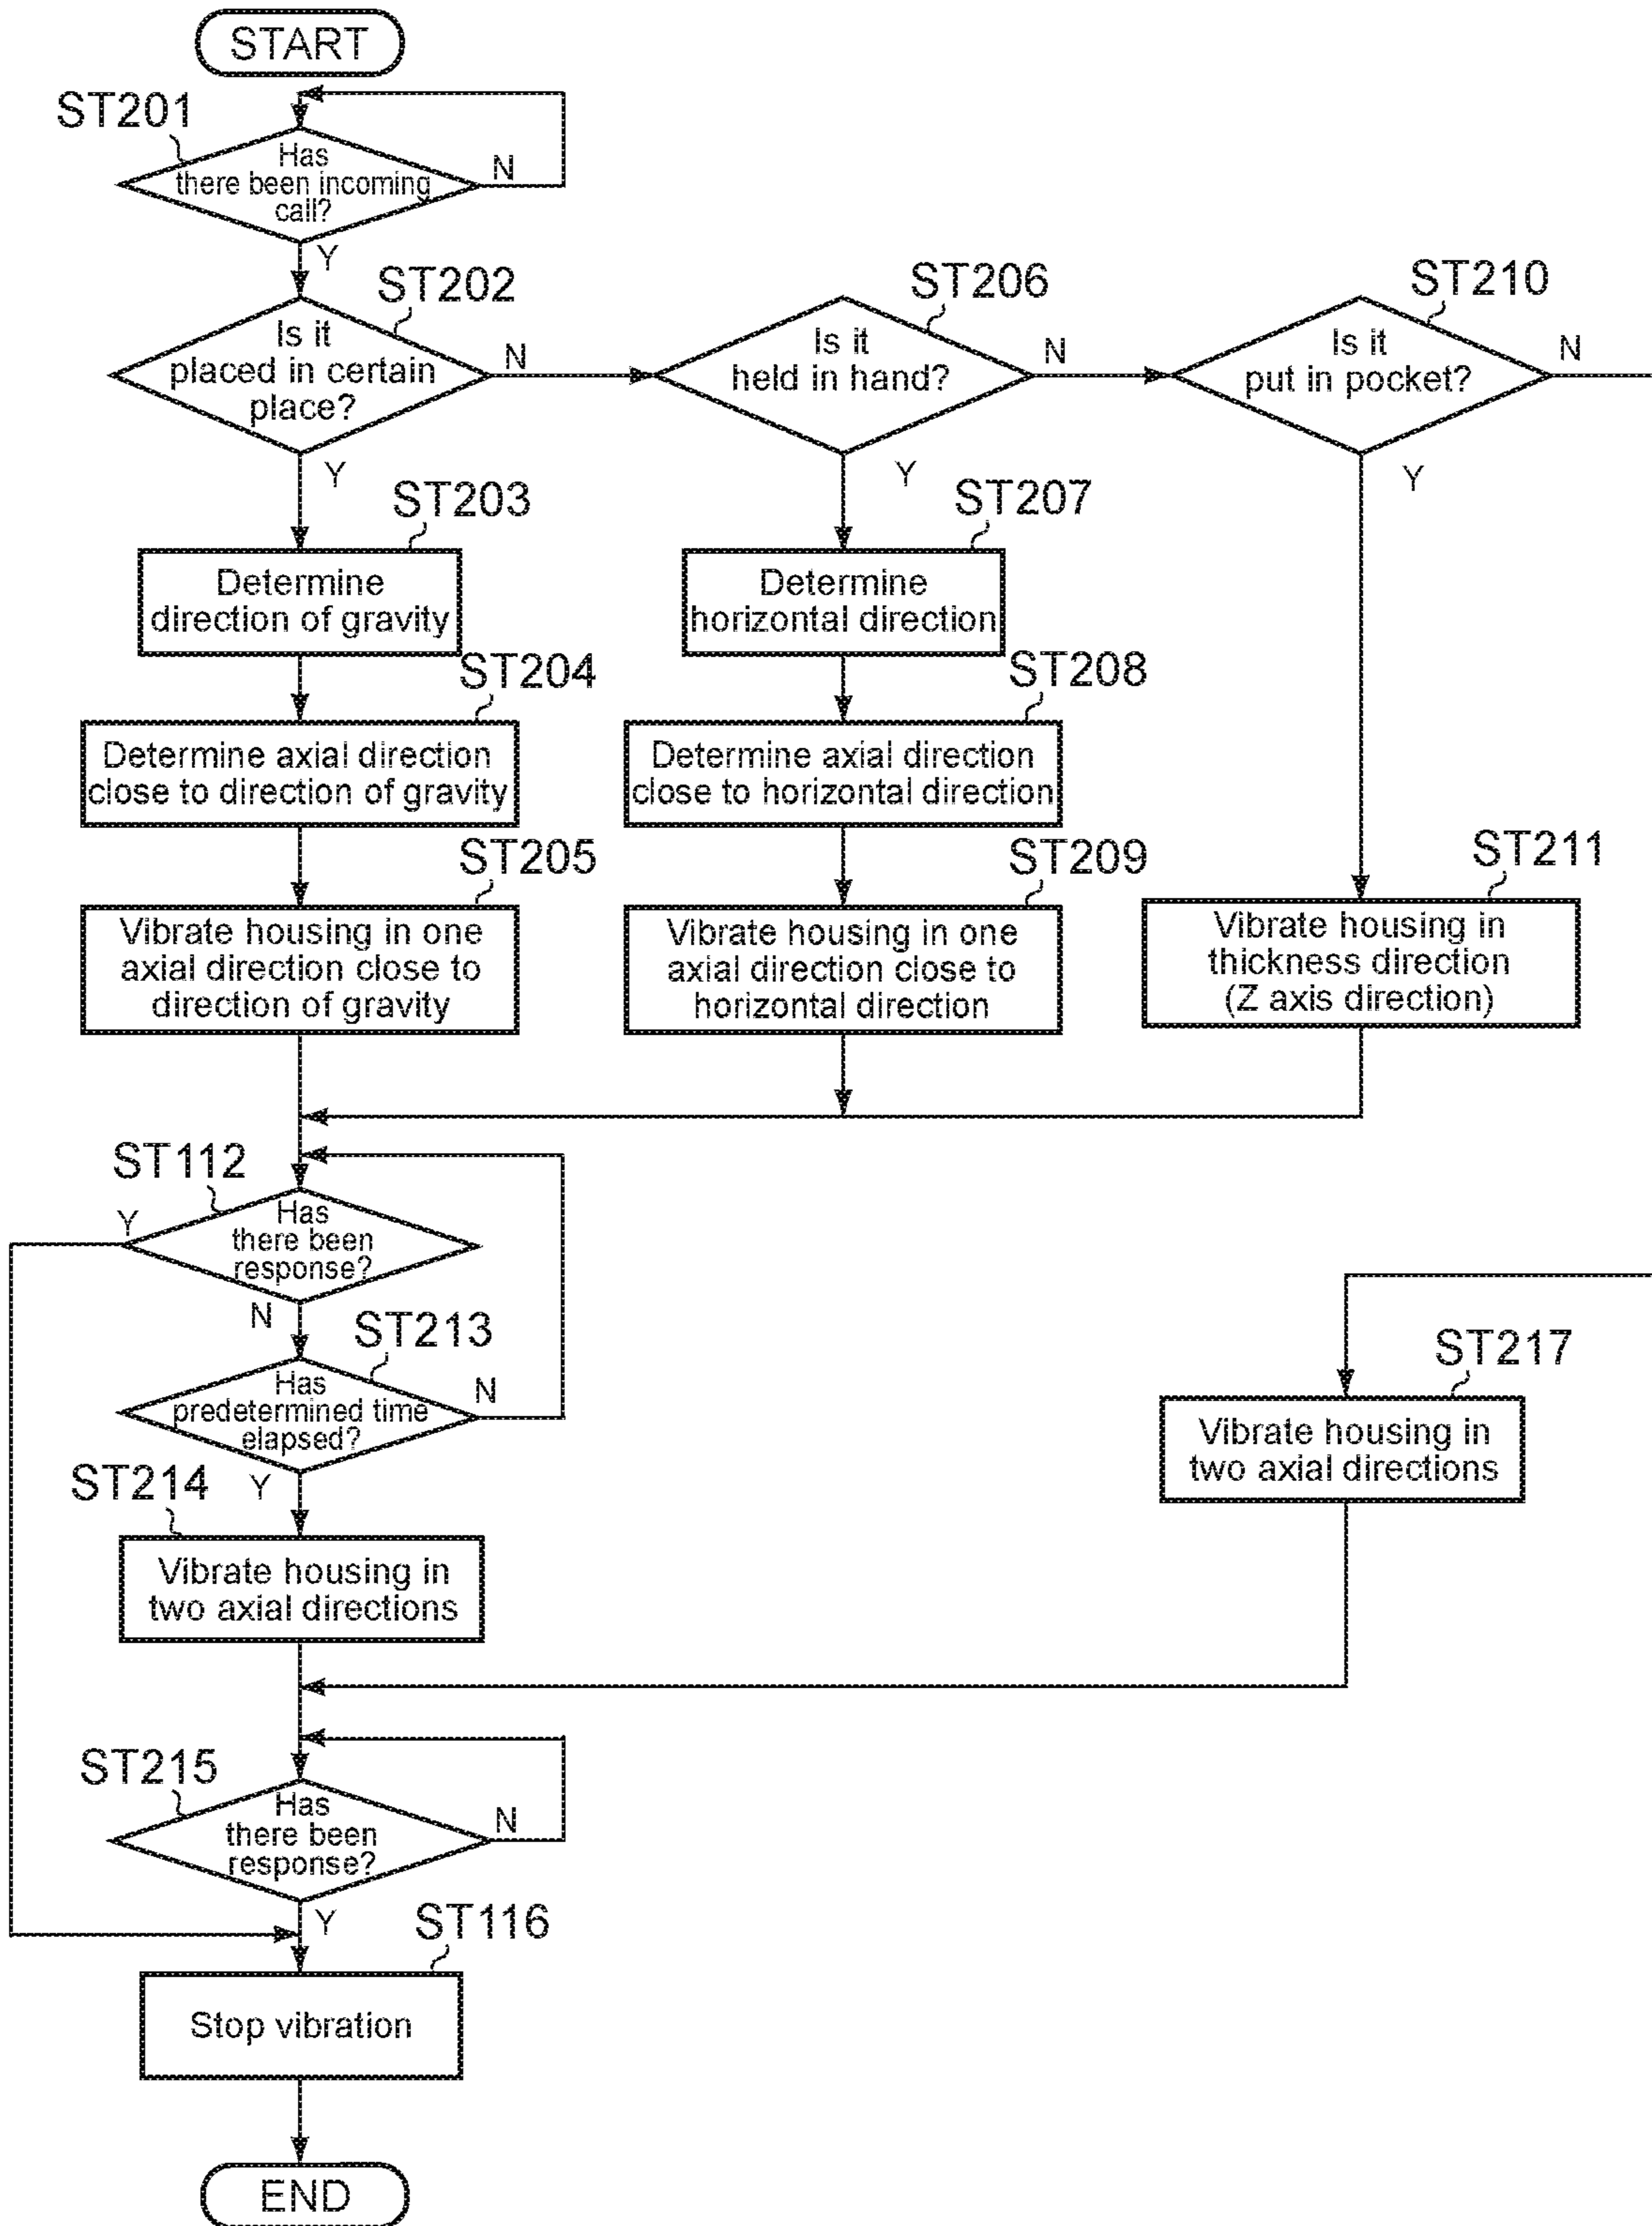 START
ST201
Has
there been incoming
call?
N
Y
ST202
Is it
placed in certain
place?
N
Y
ST206
Is it
held in hand?
N
Y
ST210
Is it
put in pocket?
N
Y
ST203
Determine
direction of gravity
ST207
Determine
horizontal direction
ST204
Determine axial direction
close to direction of gravity
ST208
Determine axial direction
close to horizontal direction
ST205
Vibrate housing in one
axial direction close to
direction of gravity
ST209
Vibrate housing in one
axial direction close to
horizontal direction
ST211
Vibrate housing in
thickness direction
(Z axis direction)
ST112
Y
Has
there been
response?
N
ST213
Has
predetermined time
elapsed?
N
Y
ST214
Vibrate housing in
two axial directions
ST217
Vibrate housing in
two axial directions
ST215
Has
there been
response?
N
Y
ST116
Stop vibration
END